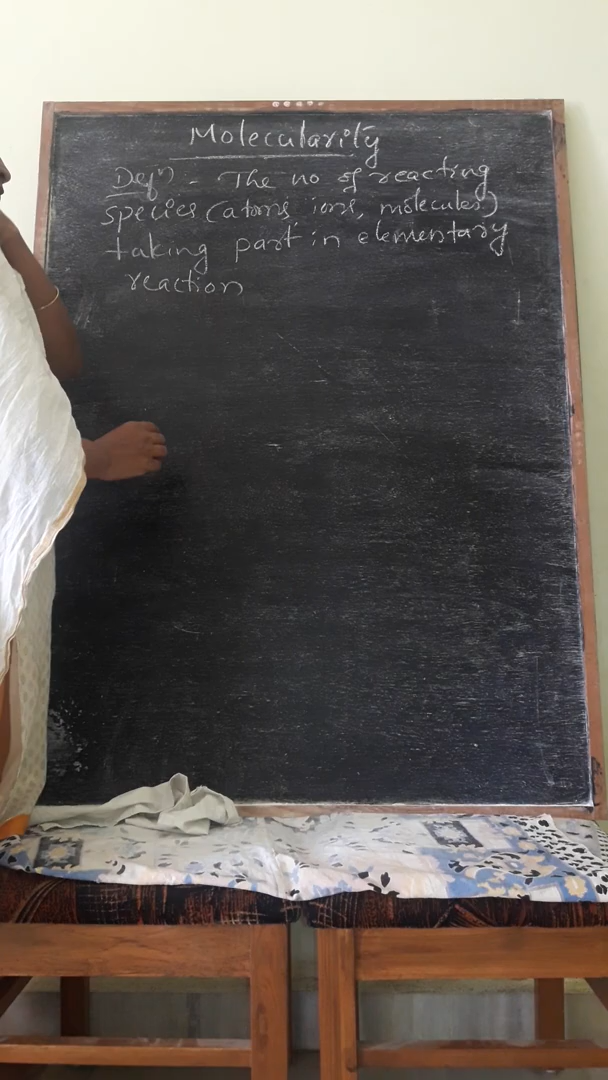 Molecularity
Defn - The no of reacting
species (atoms, ions, molecules)
taking part in elementary
reaction